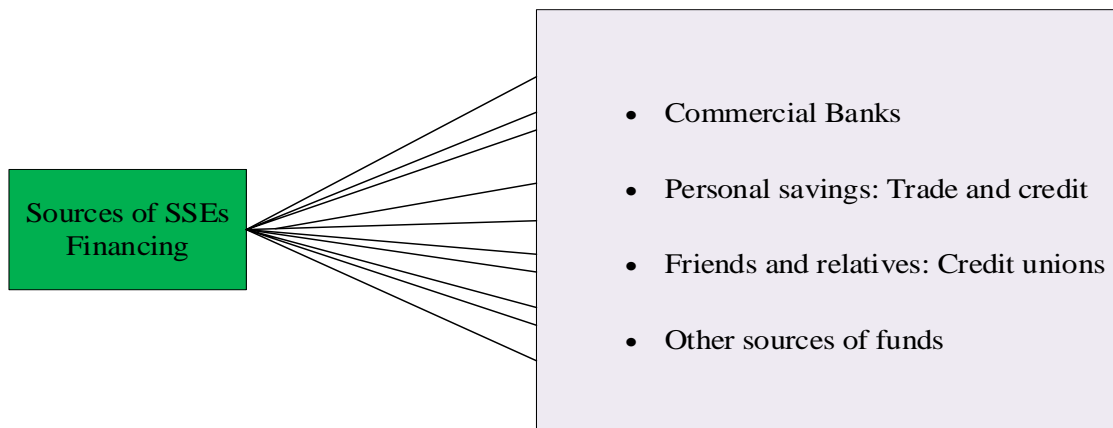 Sources of SSEs
Financing
• Commercial Banks
• Personal savings: Trade and credit
• Friends and relatives: Credit unions
• Other sources of funds